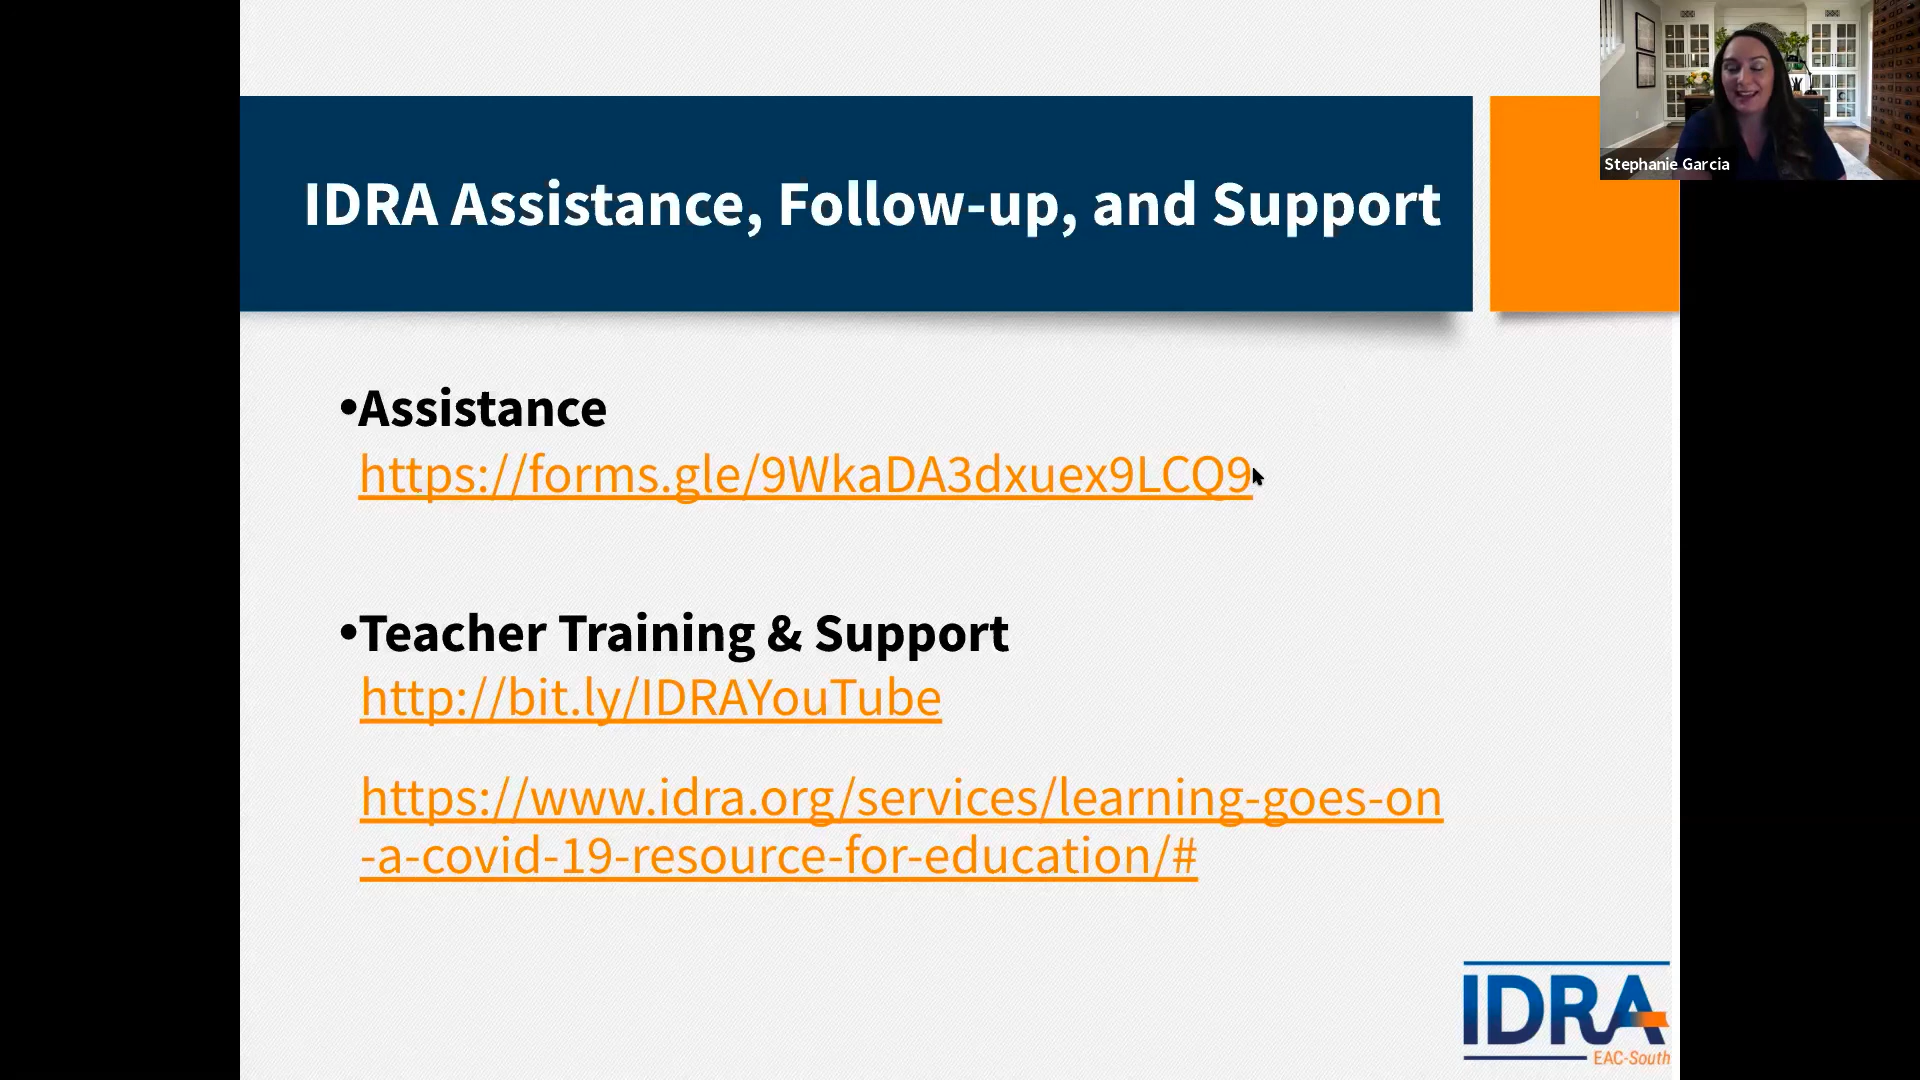 Stephanie Garcia
IDRA Assistance, Follow-up, and Support
•Assistance
https://forms.gle/9WkaDA3dxuex9LCQ9
•Teacher Training & Support
http://bit.ly/IDRAYouTube
https://www.idra.org/services/learning-goes-on
-a-covid-19-resource-for-education/#
IDRA
EAC-South